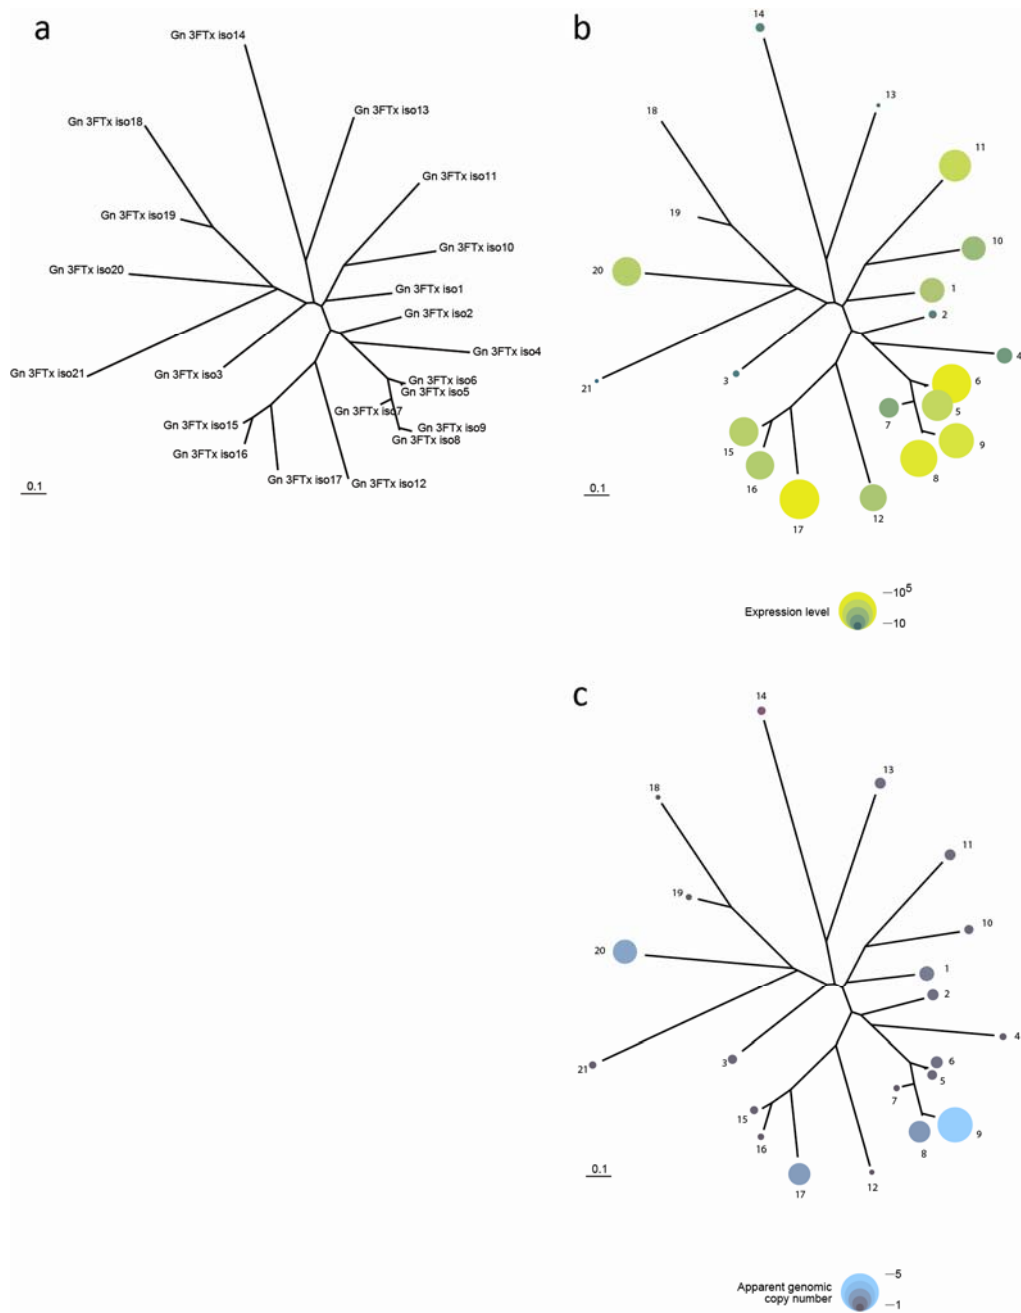 a
Gn 3FTx iso14
Gn 3FTx iso13
Gn 3FTx iso18
Gn 3FTx iso11
Gn 3FTx iso19
Gn 3FTx iso10
Gn 3FTx iso20
Gn 3FTx iso1
Gn 3FTx iso2
Gn 3FTx iso4
Gn 3FTx iso21
Gn 3FTx iso3
Gn 3FTx iso6
Gn 3FTx iso5
Gn 3FTx iso7
Gn 3FTx iso15
Gn 3FTx iso9
Gn 3FTx iso8
Gn 3FTx iso16
Gn 3FTx iso17
Gn 3FTx iso12
0.1
b
14
13
18
11
19
10
20
1
2
4
21
3
6
5
7
9
15
8
16
17
12
0.1
Expression level
10⁵
10
c
14
13
18
11
19
10
20
1
2
4
21
3
6
5
7
15
9
16
8
17
12
0.1
Apparent genomic
copy number
5
1